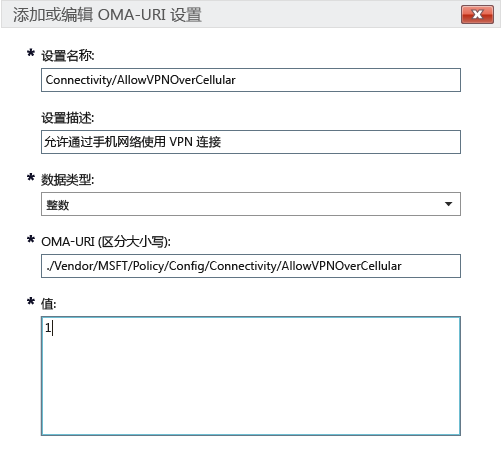 添加或编辑 OMA-URI 设置
* 设置名称:
Connectivity/AllowVPNOverCellular
设置描述:
允许通过手机网络使用 VPN 连接
* 数据类型:
整数
* OMA-URI (区分大小写):
./Vendor/MSFT/Policy/Config/Connectivity/AllowVPNOverCellular
* 值:
1